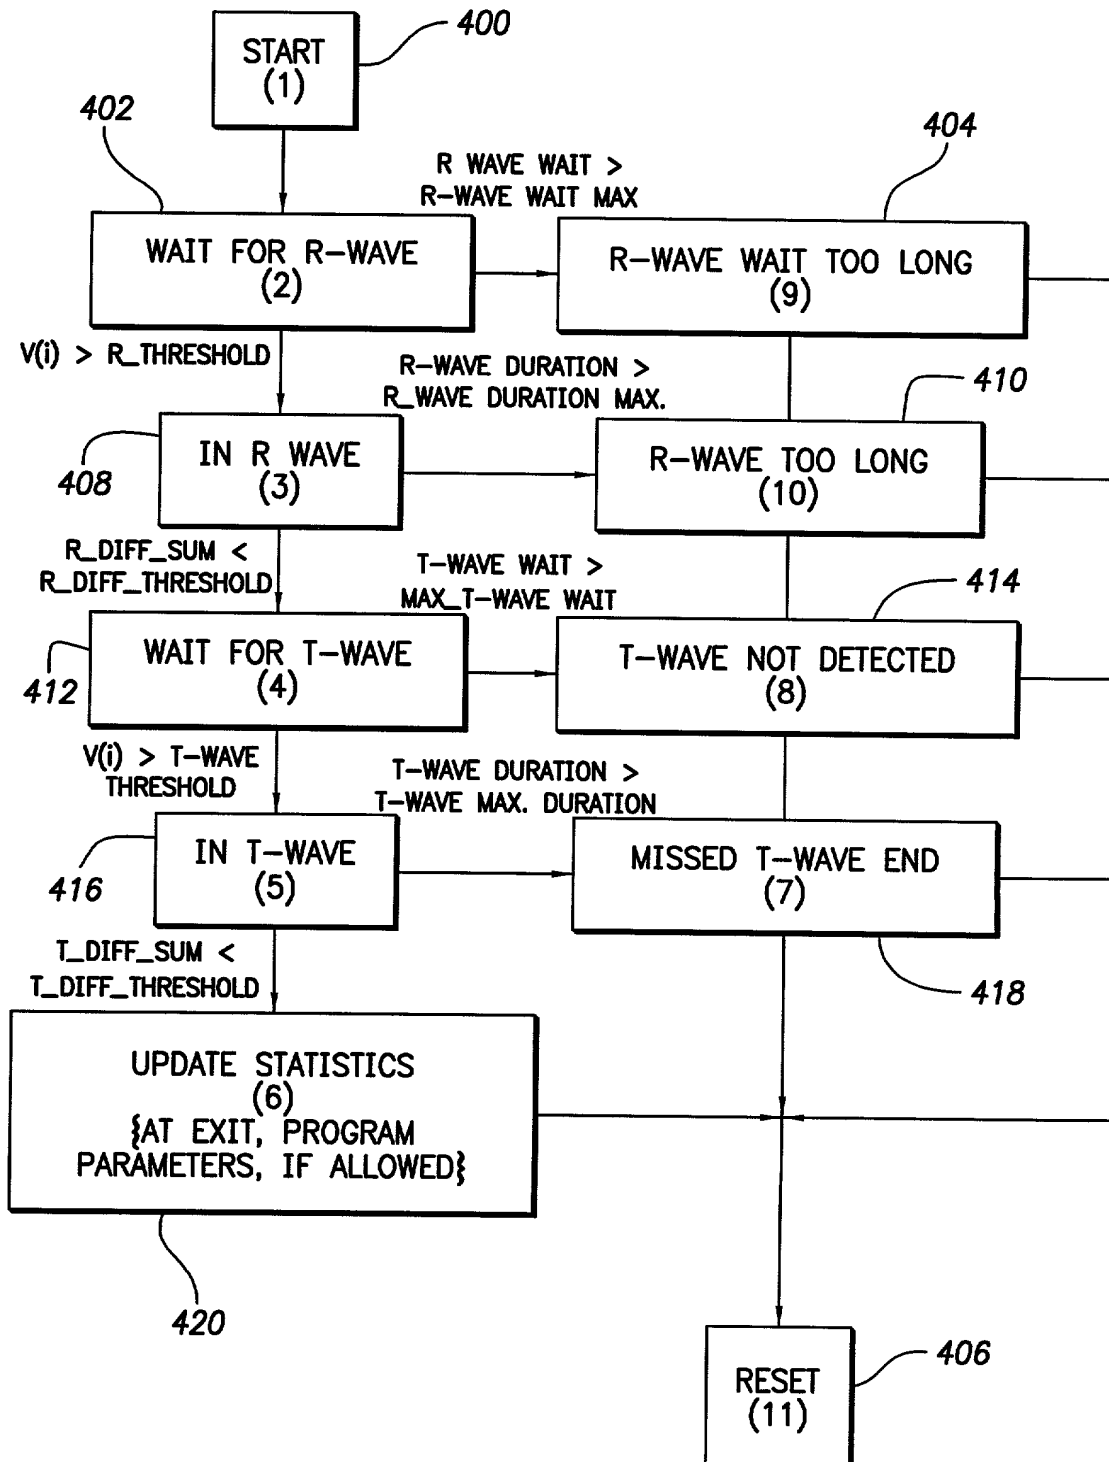 400
START
(1)
402
404
R WAVE WAIT >
R-WAVE WAIT MAX
WAIT FOR R-WAVE
(2)
R-WAVE WAIT TOO LONG
(9)
V(i) > R_THRESHOLD
R-WAVE DURATION >
R_WAVE DURATION MAX.
410
IN R WAVE
(3)
408
R-WAVE TOO LONG
(10)
R_DIFF_SUM <
R_DIFF_THRESHOLD
T-WAVE WAIT >
MAX_T-WAVE WAIT
414
WAIT FOR T-WAVE
(4)
412
T-WAVE NOT DETECTED
(8)
V(i) > T-WAVE
THRESHOLD
T-WAVE DURATION >
T-WAVE MAX. DURATION
IN T-WAVE
(5)
416
MISSED T-WAVE END
(7)
T_DIFF_SUM <
T_DIFF_THRESHOLD
418
UPDATE STATISTICS
(6)
{AT EXIT, PROGRAM
PARAMETERS, IF ALLOWED}
420
406
RESET
(11)